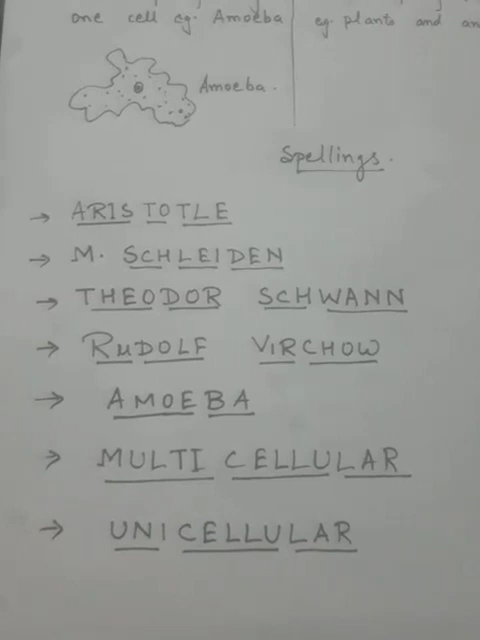 one cell eg. Amoeba
eg. plants and an
Amoeba.
Spellings.
→ ARISTOTLE
→ M. SCHLEIDEN
→ THEODOR SCHWANN
→ RUDOLF VIRCHOW
→ AMOEBA
→ MULTI CELLULAR
→ UNICELLULAR